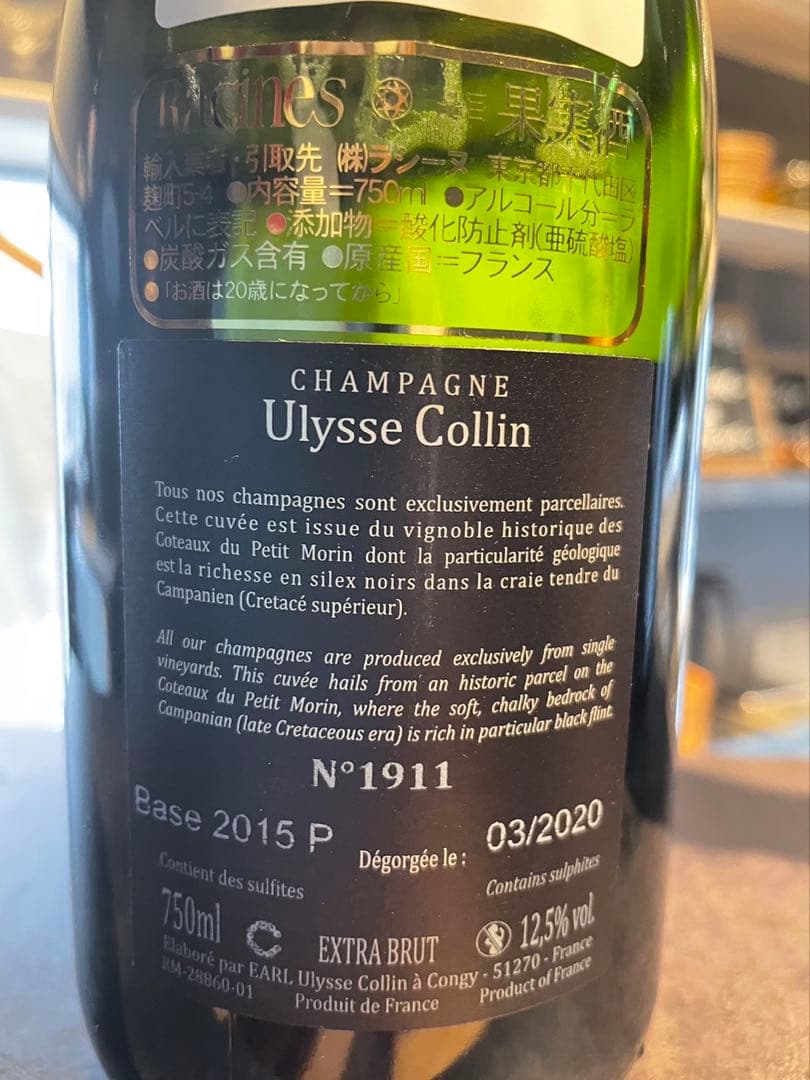 Racines 果実酒
輸入業者・引取先 (株)ラシーヌ 東京都千代田区
麹町5-4 ●内容量=750ml ●アルコール分=ラ
ベルに表記 ●添加物=酸化防止剤(亜硫酸塩)
●炭酸ガス含有 ●原産国=フランス
●「お酒は20歳になってから」
CHAMPAGNE
Ulysse Collin
Tous nos champagnes sont exclusivement parcellaires.
Cette cuvée est issue du vignoble historique des
Coteaux du Petit Morin dont la particularité géologique
est la richesse en silex noirs dans la craie tendre du
Campanien (Cretacé supérieur).
All our champagnes are produced exclusively from single
vineyards. This cuvée hails from an historic parcel on the
Coteaux du Petit Morin, where the soft, chalky bedrock of
Campanian (late Cretaceous era) is rich in particular black flint.
N°1911
Base 2015 P Dégorgée le : 03/2020
Contient des sulfites Contains sulphites
750ml EXTRA BRUT 12,5% vol.
Elaboré par EARL Ulysse Collin à Congy - 51270 - France
RM-28860-01 Produit de France Product of France